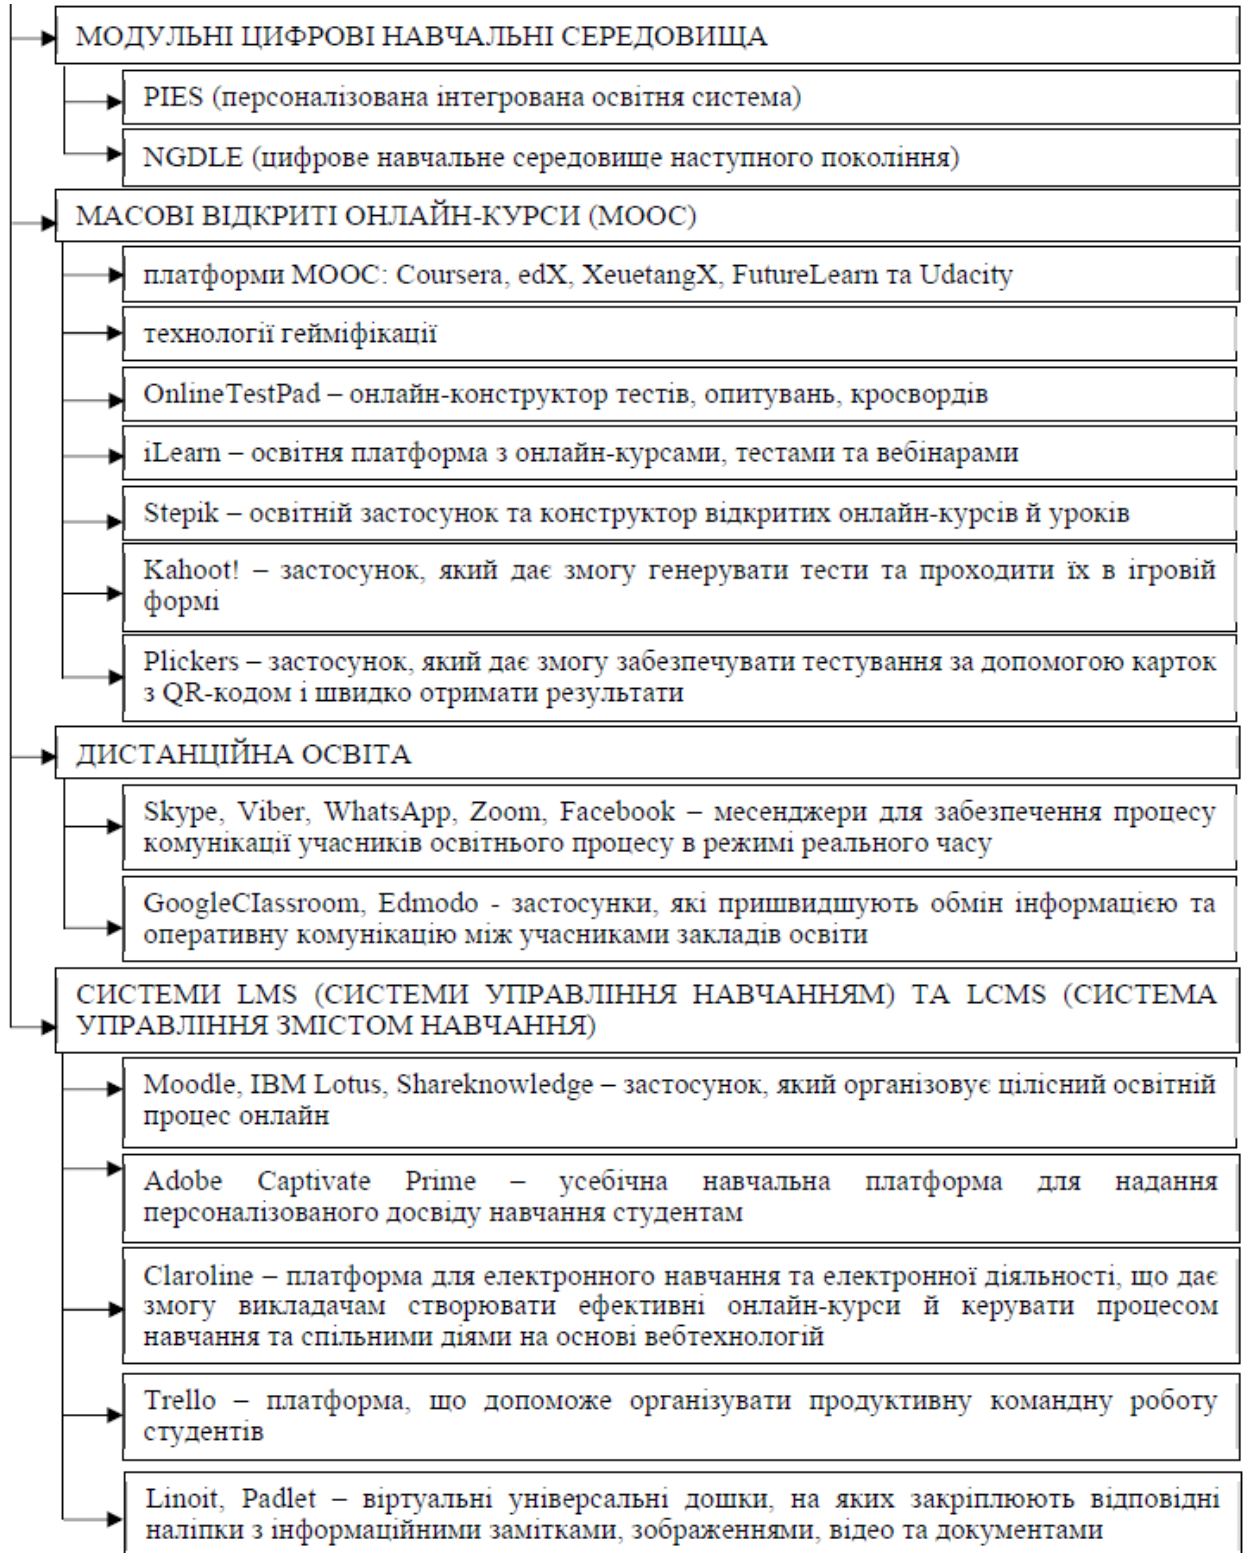 МОДУЛЬНІ ЦИФРОВІ НАВЧАЛЬНІ СЕРЕДОВИЩА
PIES (персоналізована інтегрована освітня система)
NGDLE (цифрове навчальне середовище наступного покоління)
МАСОВІ ВІДКРИТІ ОНЛАЙН-КУРСИ (МООС)
платформи МООС: Coursera, edX, XeuetangX, FutureLearn та Udacity
технології гейміфікації
OnlineTestPad – онлайн-конструктор тестів, опитувань, кросвордів
iLearn – освітня платформа з онлайн-курсами, тестами та вебінарами
Stepik – освітній застосунок та конструктор відкритих онлайн-курсів й уроків
Kahoot! – застосунок, який дає змогу генерувати тести та проходити їх в ігровій
формі
Plickers – застосунок, який дає змогу забезпечувати тестування за допомогою карток
з QR-кодом і швидко отримати результати
ДИСТАНЦІЙНА ОСВІТА
Skype, Viber, WhatsApp, Zoom, Facebook – месенджери для забезпечення процесу
комунікації учасників освітнього процесу в режимі реального часу
GoogleCIassroom, Edmodo - застосунки, які пришвидшують обмін інформацією та
оперативну комунікацію між учасниками закладів освіти
СИСТЕМИ LMS (СИСТЕМИ УПРАВЛІННЯ НАВЧАННЯМ) ТА LCMS (СИСТЕМА
УПРАВЛІННЯ ЗМІСТОМ НАВЧАННЯ)
Moodle, IBM Lotus, Shareknowledge – застосунок, який організовує цілісний освітній
процес онлайн
Adobe Captivate Prime – усебічна навчальна платформа для надання
персоналізованого досвіду навчання студентам
Claroline – платформа для електронного навчання та електронної діяльності, що дає
змогу викладачам створювати ефективні онлайн-курси й керувати процесом
навчання та спільними діями на основі вебтехнологій
Trello – платформа, що допоможе організувати продуктивну командну роботу
студентів
Linoit, Padlet – віртуальні універсальні дошки, на яких закріплюють відповідні
наліпки з інформаційними замітками, зображеннями, відео та документами